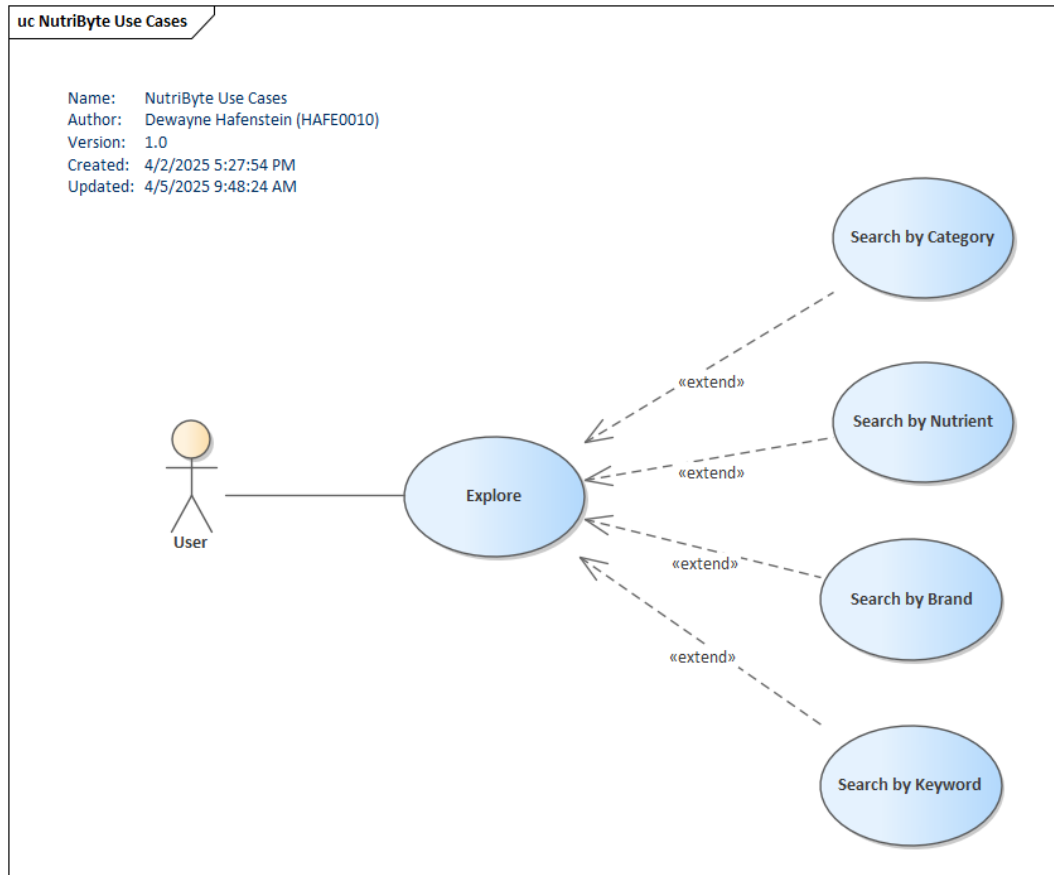 uc NutriByte Use Cases
Name: NutriByte Use Cases
Author: Dewayne Hafenstein (HAFE0010)
Version: 1.0
Created: 4/2/2025 5:27:54 PM
Updated: 4/5/2025 9:48:24 AM
Search by Category
«extend»
Search by Nutrient
«extend»
Explore
User
«extend»
Search by Brand
«extend»
Search by Keyword